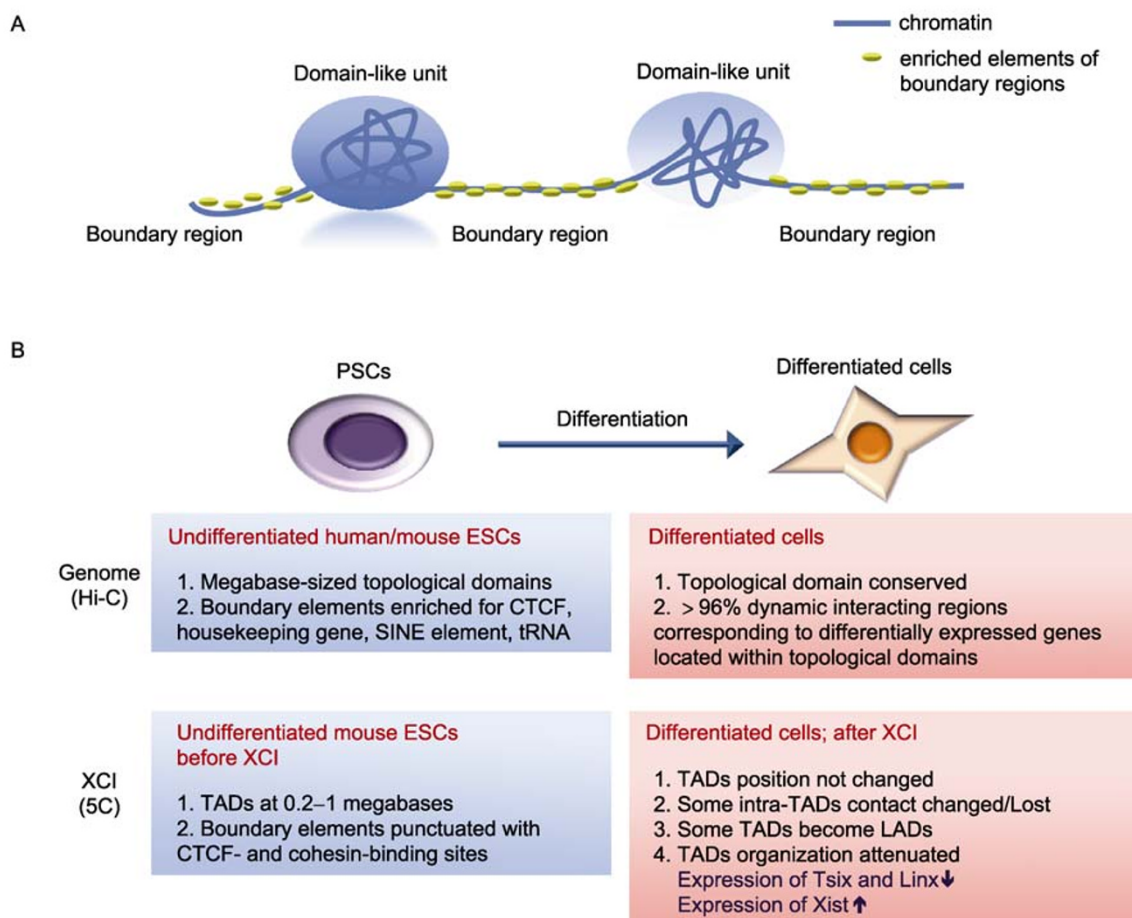 A
chromatin
enriched elements of
boundary regions
Domain-like unit
Domain-like unit
Boundary region
Boundary region
Boundary region
B
PSCs
Differentiated cells
Differentiation
Genome
(Hi-C)
Undifferentiated human/mouse ESCs
1. Megabase-sized topological domains
2. Boundary elements enriched for CTCF,
housekeeping gene, SINE element, tRNA
Differentiated cells
1. Topological domain conserved
2. > 96% dynamic interacting regions
corresponding to differentially expressed genes
located within topological domains
XCI
(5C)
Undifferentiated mouse ESCs
before XCI
1. TADs at 0.2–1 megabases
2. Boundary elements punctuated with
CTCF- and cohesin-binding sites
Differentiated cells; after XCI
1. TADs position not changed
2. Some intra-TADs contact changed/Lost
3. Some TADs become LADs
4. TADs organization attenuated
Expression of Tsix and Linx↓
Expression of Xist↑